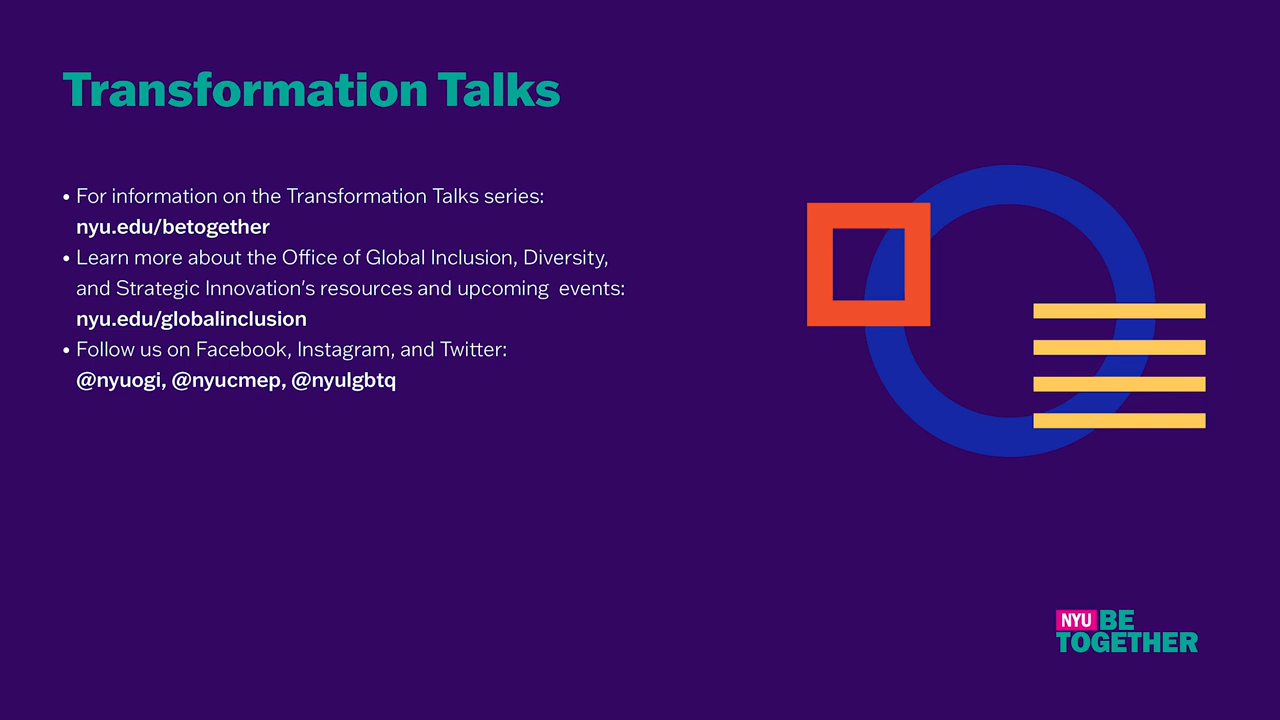 Transformation Talks
• For information on the Transformation Talks series:
nyu.edu/betogether
• Learn more about the Office of Global Inclusion, Diversity,
and Strategic Innovation's resources and upcoming  events:
nyu.edu/globalinclusion
• Follow us on Facebook, Instagram, and Twitter:
@nyuogi, @nyucmep, @nyulgbtq
NYU BE
TOGETHER